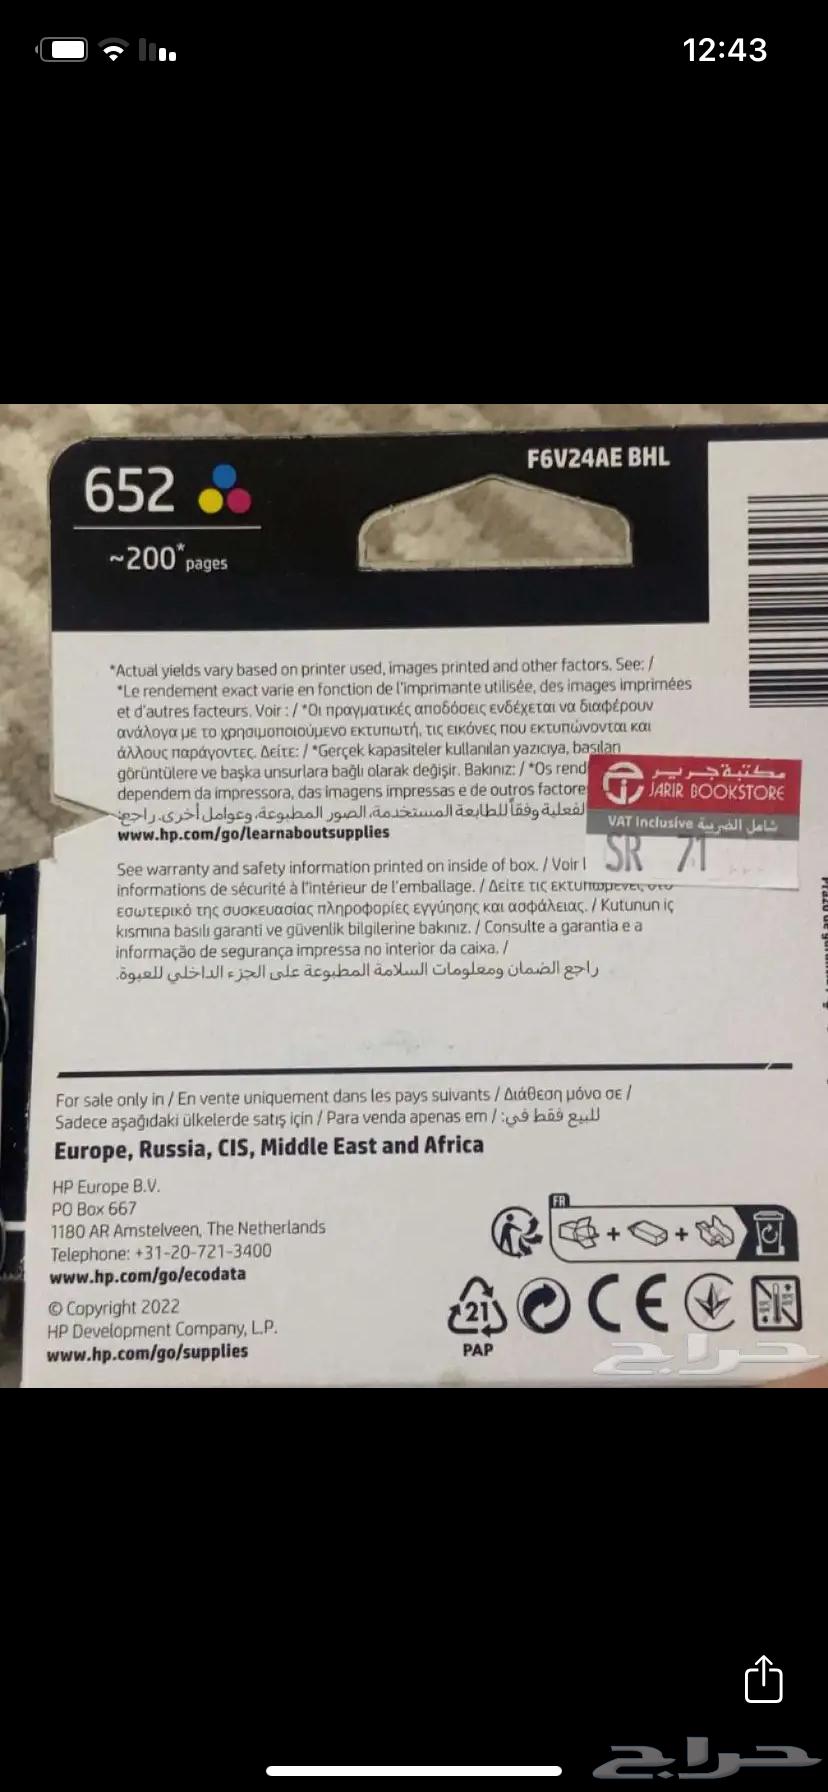 12:43
652
F6V24AE BHL
~200* pages
*Actual yields vary based on printer used, images printed and other factors. See: /
*Le rendement exact varie en fonction de l'imprimante utilisée, des images imprimées
et d'autres facteurs. Voir : / *Οι πραγματικές αποδόσεις ενδέχεται να διαφέρουν
ανάλογα με το χρησιμοποιούμενο εκτυπωτή, τις εικόνες που εκτυπώνονται και
άλλους παράγοντες. Δείτε: / *Gerçek kapasiteler kullanılan yazıcıya, basılan
görüntülere ve başka unsurlara bağlı olarak değişir. Bakınız: / *Os rend
dependem da impressora, das imagens impressas e de outros factore
لفعلية وفقاً للطابعة المستخدمة، الصور المطبوعة، وعوامل أخرى. راجع:
www.hp.com/go/learnaboutsupplies
مكتبة جرير
JARIR BOOKSTORE
VAT Inclusive شامل الضريبة
SR 71
See warranty and safety information printed on inside of box. / Voir l
informations de sécurité à l'intérieur de l'emballage. / Δείτε τις
εσωτερικό της συσκευασίας πληροφορίες εγγύησης και ασφάλειας. / Kutunun iç
kısmına basılı garanti ve güvenlik bilgilerine bakınız. / Consulte a garantia e a
informação de segurança impressa no interior da caixa. /
راجع الضمان ومعلومات السلامة المطبوعة على الجزء الداخلي للعبوة.
For sale only in / En vente uniquement dans les pays suivants / Διάθεση μόνο σε /
Sadece aşağıdaki ülkelerde satış için / Para venda apenas em / للبيع فقط في:
Europe, Russia, CIS, Middle East and Africa
HP Europe B.V.
PO Box 667
1180 AR Amstelveen, The Netherlands
Telephone: +31-20-721-3400
www.hp.com/go/ecodata
© Copyright 2022
HP Development Company, L.P.
www.hp.com/go/supplies
FR
+ +
21
PAP
CE
حراج
حراج